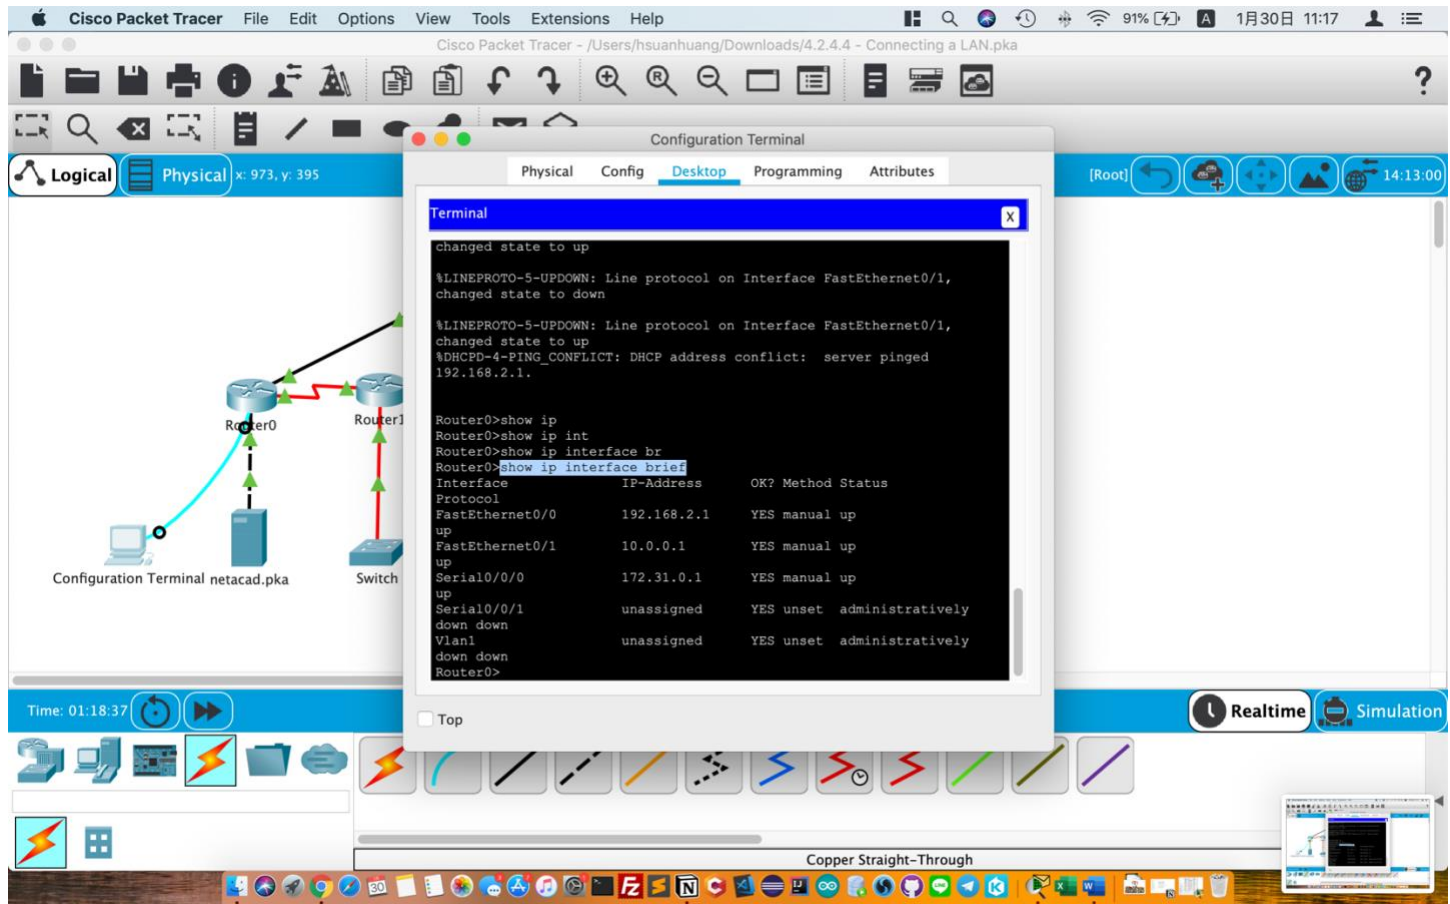 Cisco Packet Tracer File Edit Options View Tools Extensions Help 91% A 1月30日 11:17
Cisco Packet Tracer - /Users/hsuanhuang/Downloads/4.2.4.4 - Connecting a LAN.pka
Configuration Terminal
Logical Physical x: 973, y: 395 [Root] 14:13:00
Physical Config Desktop Programming Attributes
Terminal X
changed state to up
%LINEPROTO-5-UPDOWN: Line protocol on Interface FastEthernet0/1,
changed state to down
%LINEPROTO-5-UPDOWN: Line protocol on Interface FastEthernet0/1,
changed state to up
%DHCPD-4-PING_CONFLICT: DHCP address conflict:  server pinged
192.168.2.1.
Router0>show ip
Router0>show ip int
Router0>show ip interface br
Router0>show ip interface brief
Interface IP-Address OK? Method Status
Protocol
FastEthernet0/0 192.168.2.1 YES manual up
up
FastEthernet0/1 10.0.0.1 YES manual up
up
Serial0/0/0 172.31.0.1 YES manual up
up
Serial0/0/1 unassigned YES unset administratively
down down
Vlan1 unassigned YES unset administratively
down down
Router0>
Router0
Router1
Configuration Terminal netacad.pka Switch
Top
Time: 01:18:37 Realtime Simulation
Copper Straight-Through